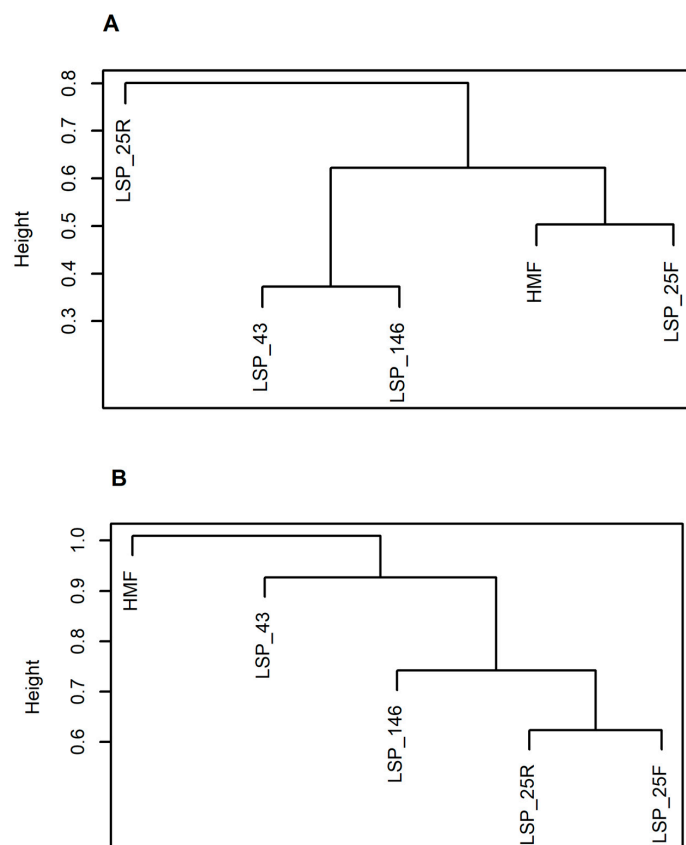 A
Height
0.8
0.7
0.6
0.5
0.4
0.3
LSP_25R
LSP_43
LSP_146
HMF
LSP_25F
B
Height
1.0
0.9
0.8
0.7
0.6
HMF
LSP_43
LSP_146
LSP_25R
LSP_25F